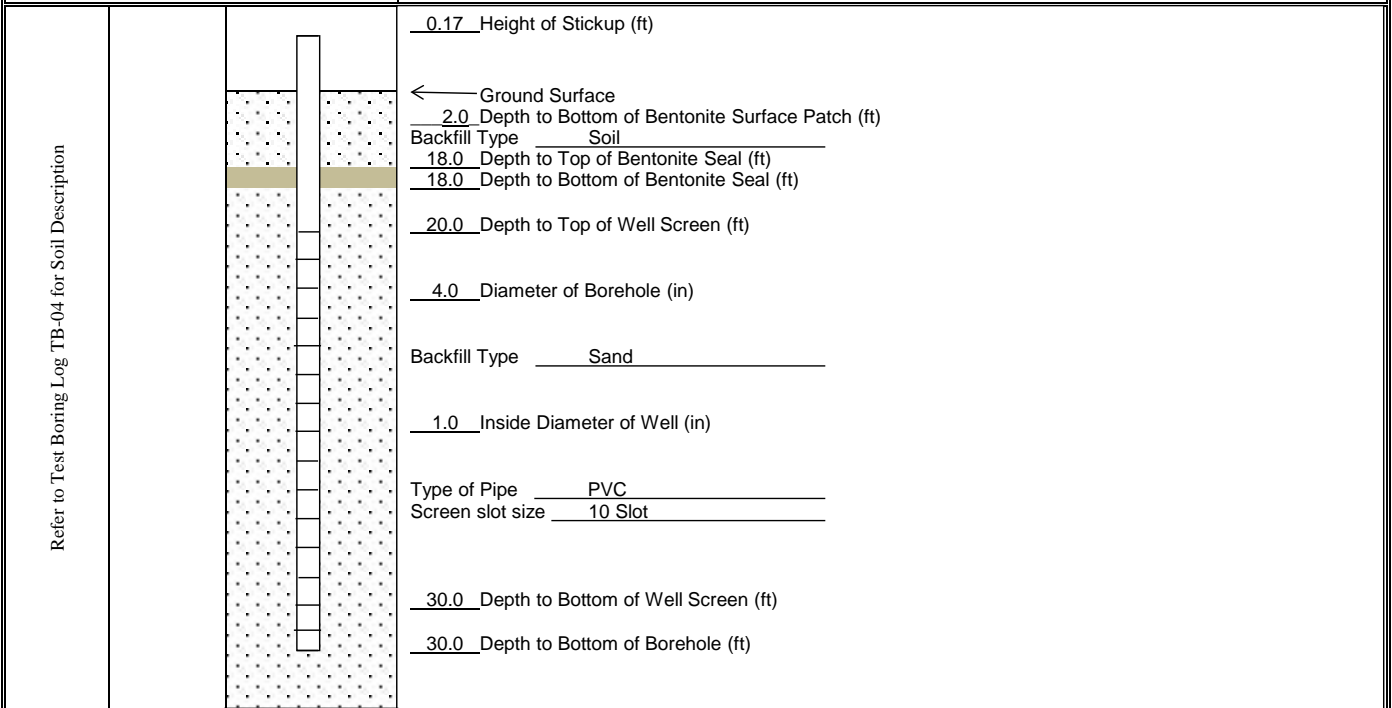 Refer to Test Boring Log TB-04 for Soil Description
0.17 Height of Stickup (ft)
Ground Surface
2.0 Depth to Bottom of Bentonite Surface Patch (ft)
Backfill Type Soil
18.0 Depth to Top of Bentonite Seal (ft)
18.0 Depth to Bottom of Bentonite Seal (ft)
20.0 Depth to Top of Well Screen (ft)
4.0 Diameter of Borehole (in)
Backfill Type Sand
1.0 Inside Diameter of Well (in)
Type of Pipe PVC
Screen slot size 10 Slot
30.0 Depth to Bottom of Well Screen (ft)
30.0 Depth to Bottom of Borehole (ft)